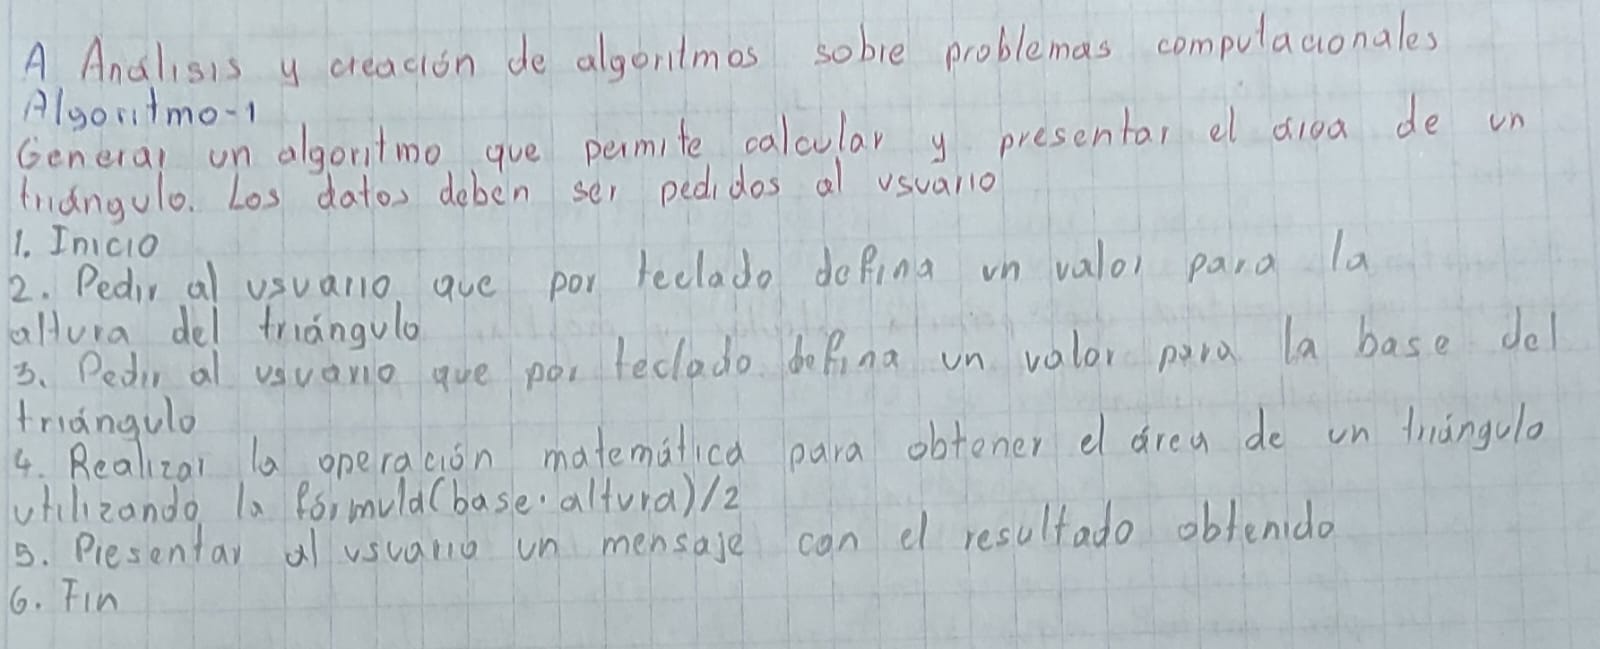 A Análisis y creación de algoritmos sobre problemas computacionales
Algoritmo-1
Generar un algoritmo que permite calcular y presentar el área de un
triángulo. Los datos deben ser pedidos al usuario
1. Inicio
2. Pedir al usuario que por teclado defina un valor para la
altura del triángulo
3. Pedir al usuario que por teclado defina un valor para la base del
triángulo
4. Realizar la operación matemática para obtener el área de un triángulo
utilizando la fórmula(base·altura)/2
5. Presentar al usuario un mensaje con el resultado obtenido
6. Fin